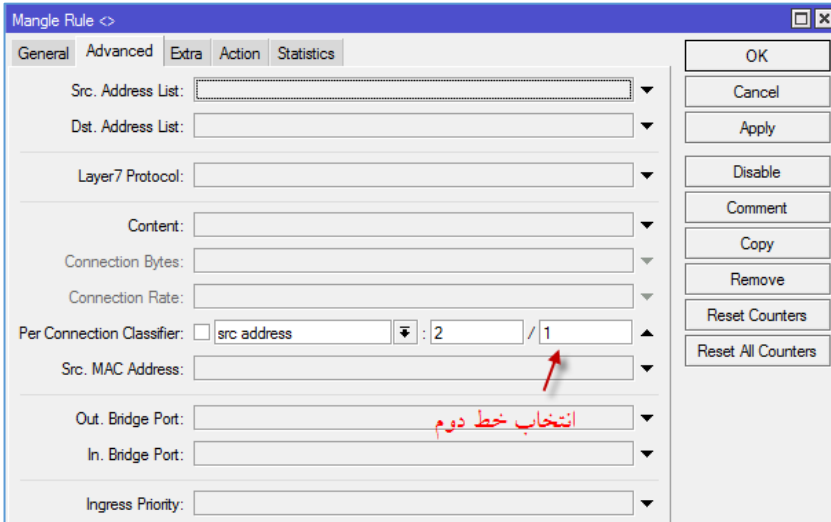 Mangle Rule <>
General Advanced Extra Action Statistics
OK
Src. Address List:
Cancel
Dst. Address List:
Apply
Layer7 Protocol:
Disable
Comment
Content:
Copy
Connection Bytes:
Remove
Connection Rate:
Reset Counters
Per Connection Classifier: src address : 2 / 1
Reset All Counters
Src. MAC Address:
انتخاب خط دوم
Out. Bridge Port:
In. Bridge Port:
Ingress Priority: